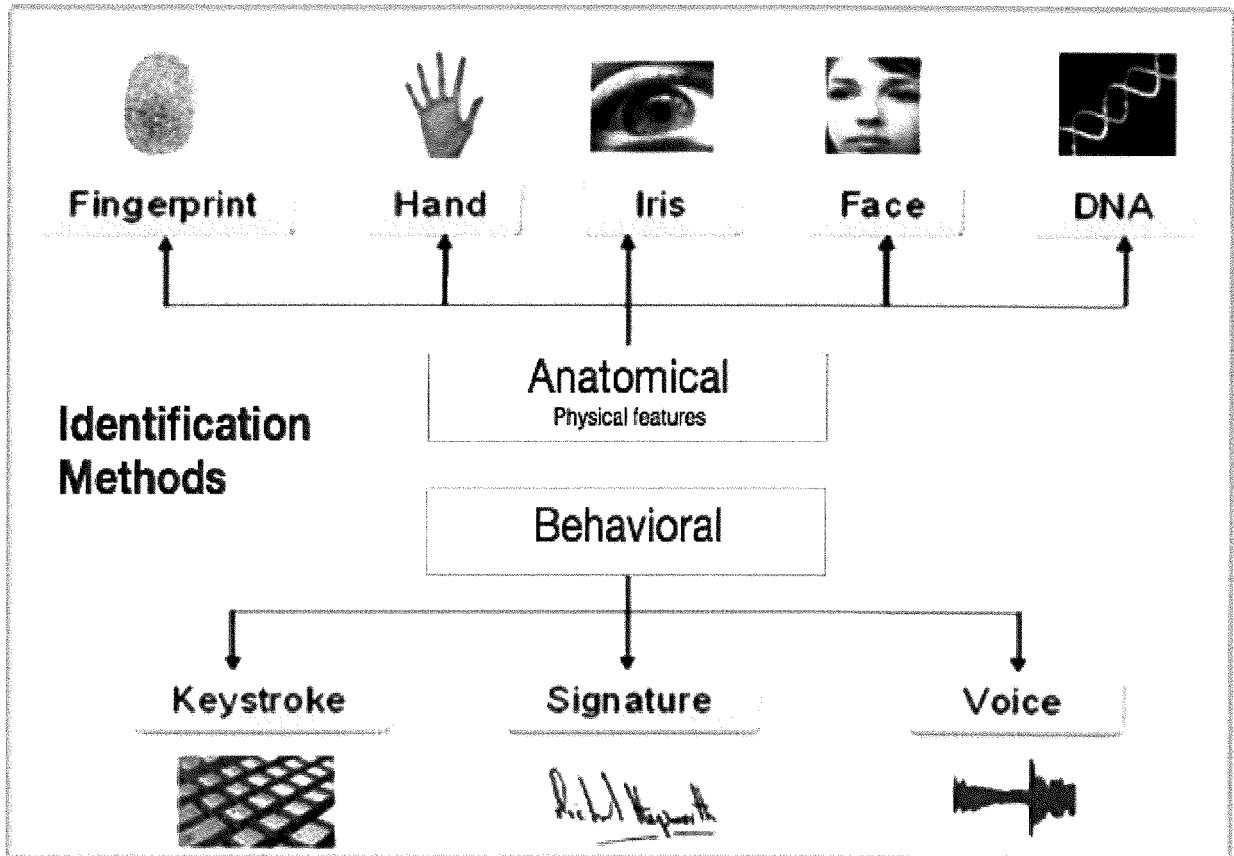 Fingerprint
Hand
Iris
Face
DNA
Anatomical
Physical features
Identification
Methods
Behavioral
Keystroke
Signature
Voice